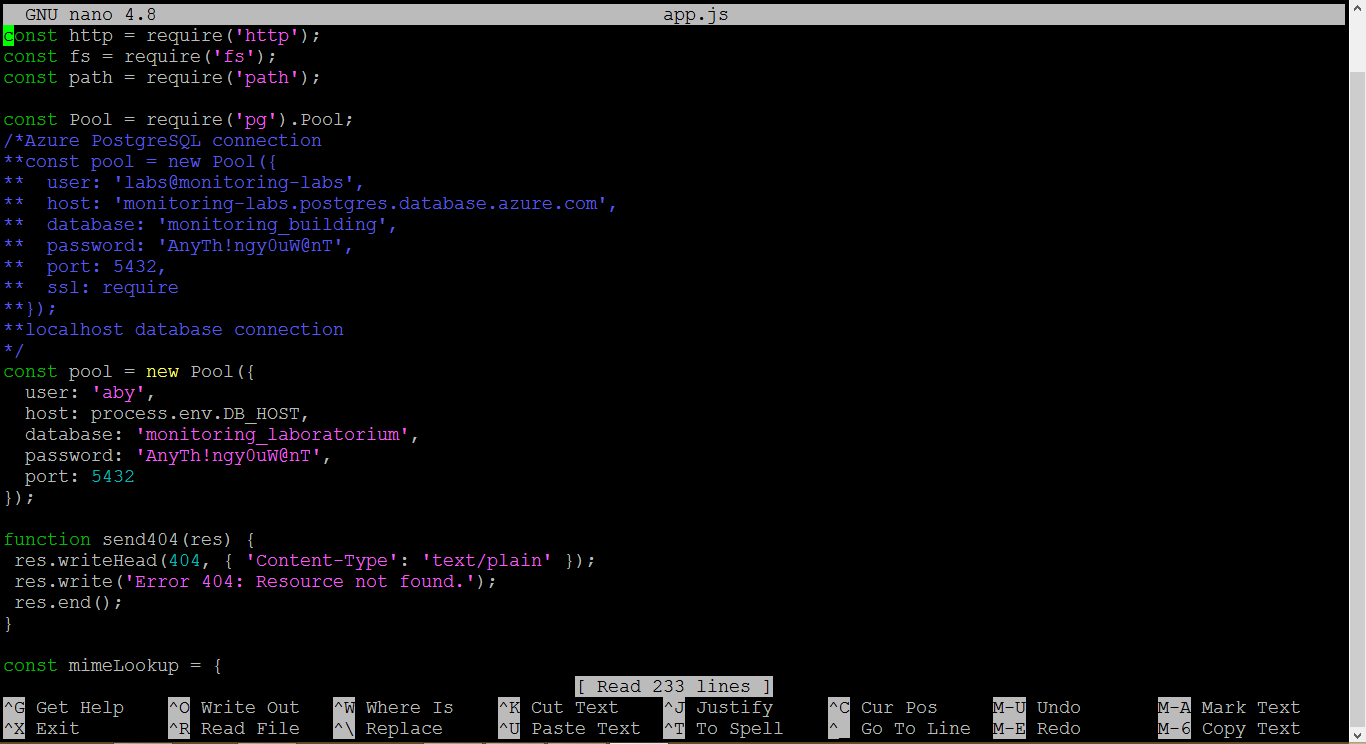 GNU nano 4.8 app.js
const http = require('http');
const fs = require('fs');
const path = require('path');
const Pool = require('pg').Pool;
/*Azure PostgreSQL connection
**const pool = new Pool({
**  user: 'labs@monitoring-labs',
**  host: 'monitoring-labs.postgres.database.azure.com',
**  database: 'monitoring_building',
**  password: 'AnyTh!ngy0uW@nT',
**  port: 5432,
**  ssl: require
**});
**localhost database connection
*/
const pool = new Pool({
  user: 'aby',
  host: process.env.DB_HOST,
  database: 'monitoring_laboratorium',
  password: 'AnyTh!ngy0uW@nT',
  port: 5432
});
function send404(res) {
 res.writeHead(404, { 'Content-Type': 'text/plain' });
 res.write('Error 404: Resource not found.');
 res.end();
}
const mimeLookup = {
[ Read 233 lines ]
^G Get Help ^O Write Out ^W Where Is ^K Cut Text ^J Justify ^C Cur Pos M-U Undo M-A Mark Text
^X Exit ^R Read File ^\ Replace ^U Paste Text ^T To Spell ^_ Go To Line M-E Redo M-6 Copy Text